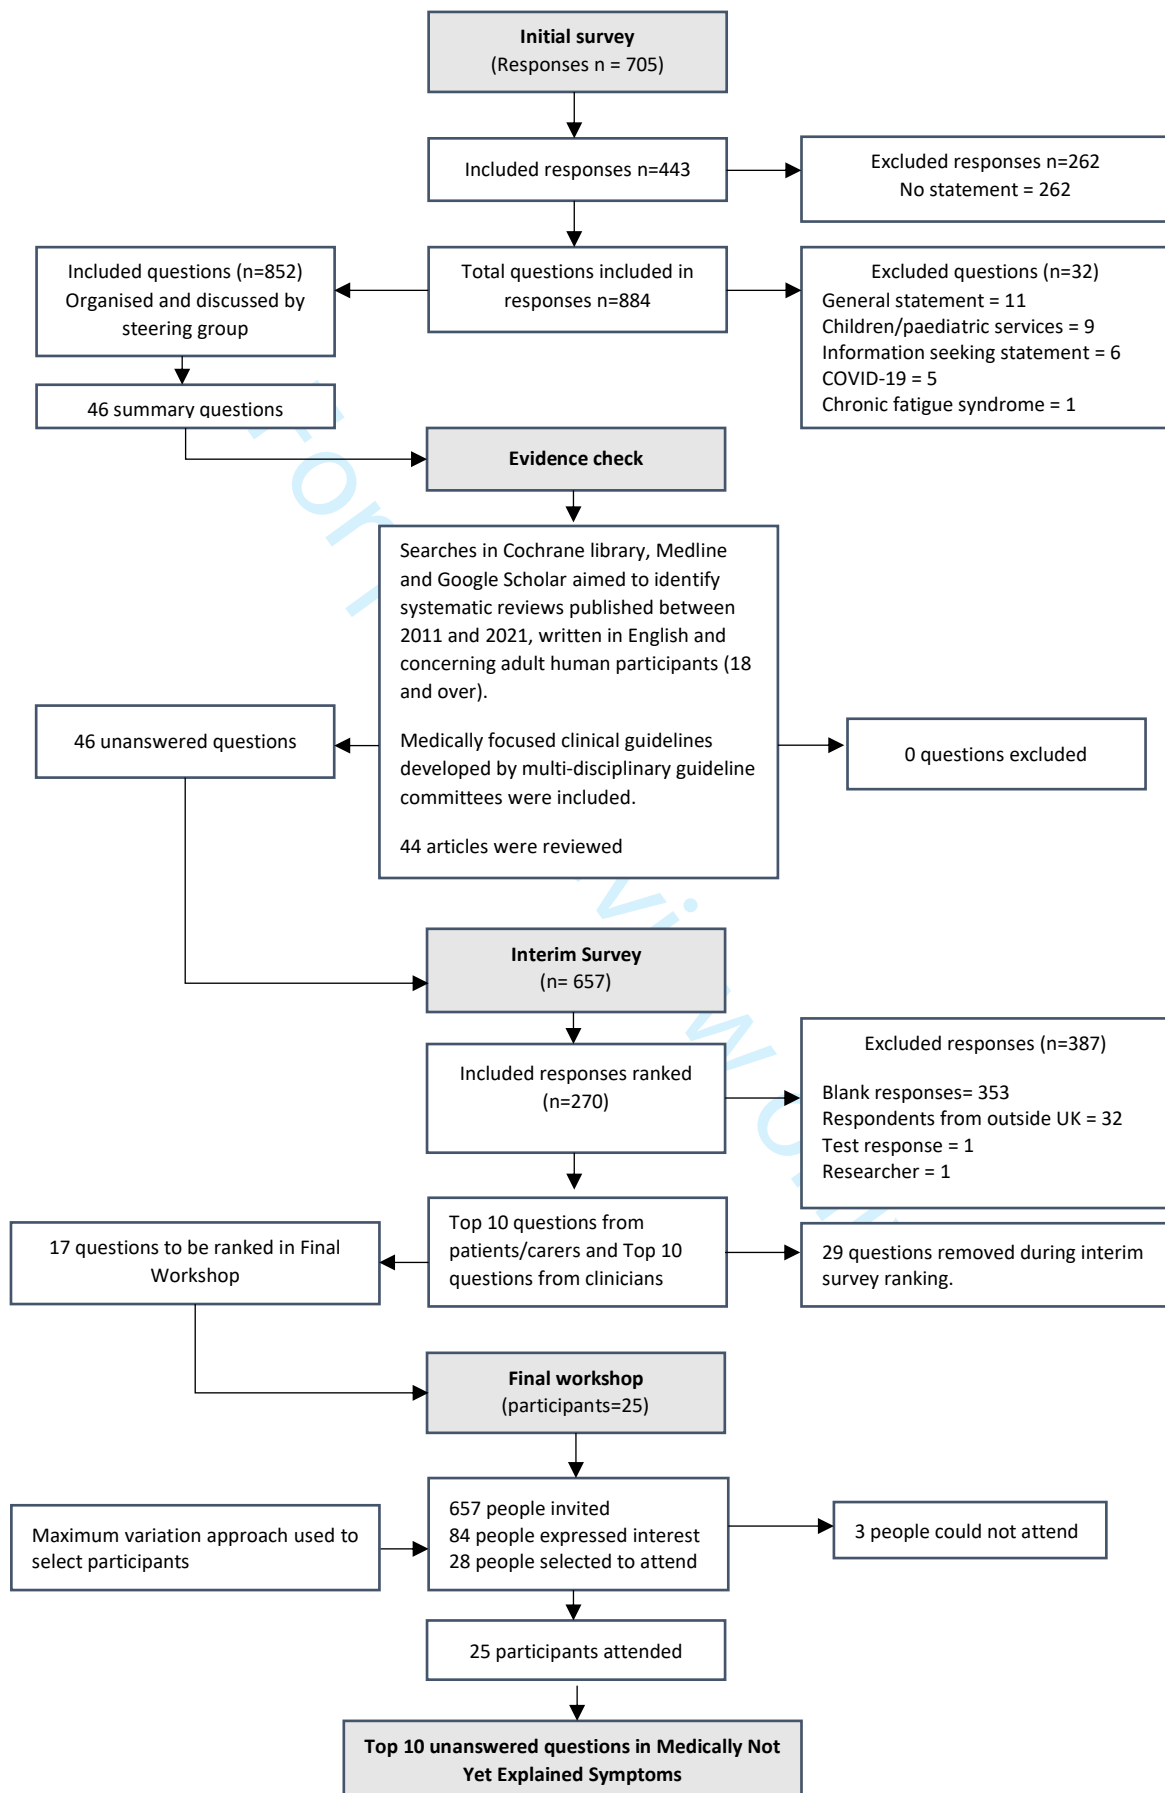 Initial survey
(Responses n = 705)
Included responses n=443
Excluded responses n=262
No statement = 262
Included questions (n=852)
Organised and discussed by
steering group
Total questions included in
responses n=884
Excluded questions (n=32)
General statement = 11
Children/paediatric services = 9
Information seeking statement = 6
COVID-19 = 5
Chronic fatigue syndrome = 1
46 summary questions
Evidence check
Searches in Cochrane library, Medline
and Google Scholar aimed to identify
systematic reviews published between
2011 and 2021, written in English and
concerning adult human participants (18
and over).
Medically focused clinical guidelines
developed by multi-disciplinary guideline
committees were included.
44 articles were reviewed
46 unanswered questions
0 questions excluded
Interim Survey
(n= 657)
Included responses ranked
(n=270)
Excluded responses (n=387)
Blank responses= 353
Respondents from outside UK = 32
Test response = 1
Researcher = 1
17 questions to be ranked in Final
Workshop
Top 10 questions from
patients/carers and Top 10
questions from clinicians
29 questions removed during interim
survey ranking.
Final workshop
(participants=25)
Maximum variation approach used to
select participants
657 people invited
84 people expressed interest
28 people selected to attend
3 people could not attend
25 participants attended
Top 10 unanswered questions in Medically Not
Yet Explained Symptoms